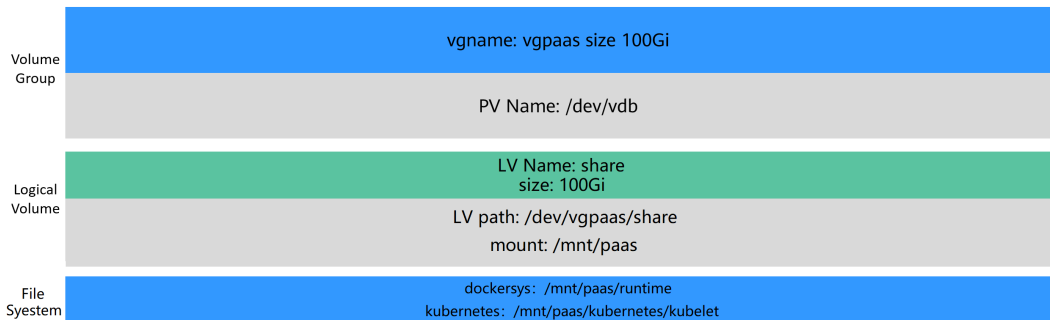 Volume
Group
vgname: vgpaas size 100Gi
PV Name: /dev/vdb
Logical
Volume
LV Name: share
size: 100Gi
LV path: /dev/vgpaas/share
mount: /mnt/paas
File
Syestem
dockersys：/mnt/paas/runtime
kubernetes：/mnt/paas/kubernetes/kubelet